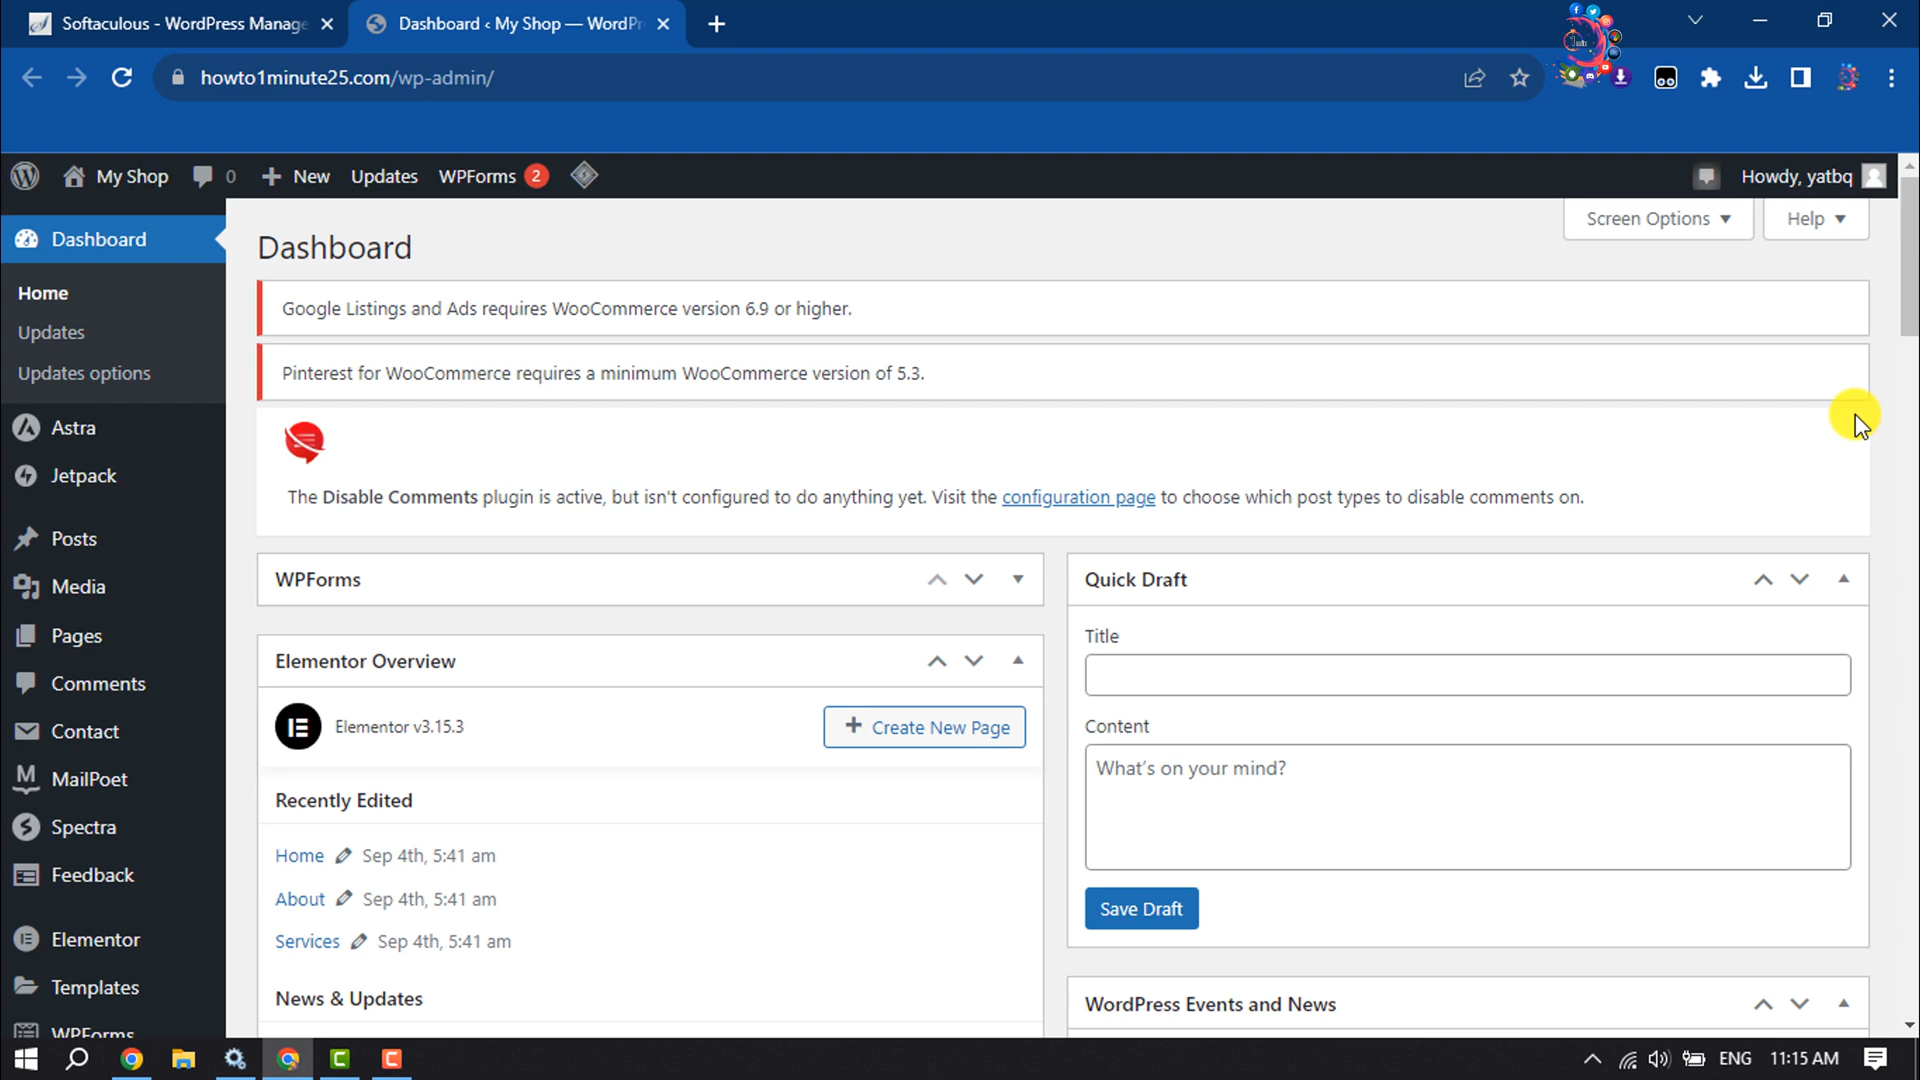 Softaculous - WordPress Manage
Dashboard ‹ My Shop — WordPr
howto1minute25.com/wp-admin/
My Shop
0
New
Updates
WPForms
2
Howdy, yatbq
Dashboard
Home
Updates
Updates options
Astra
Jetpack
Posts
Media
Pages
Comments
Contact
MailPoet
Spectra
Feedback
Elementor
Templates
WPForms
Screen Options
Help
Dashboard
Google Listings and Ads requires WooCommerce version 6.9 or higher.
Pinterest for WooCommerce requires a minimum WooCommerce version of 5.3.
The Disable Comments plugin is active, but isn't configured to do anything yet. Visit the configuration page to choose which post types to disable comments on.
WPForms
Elementor Overview
Elementor v3.15.3
+ Create New Page
Recently Edited
Home Sep 4th, 5:41 am
About Sep 4th, 5:41 am
Services Sep 4th, 5:41 am
News & Updates
Quick Draft
Title
Content
What's on your mind?
Save Draft
WordPress Events and News
ENG
11:15 AM